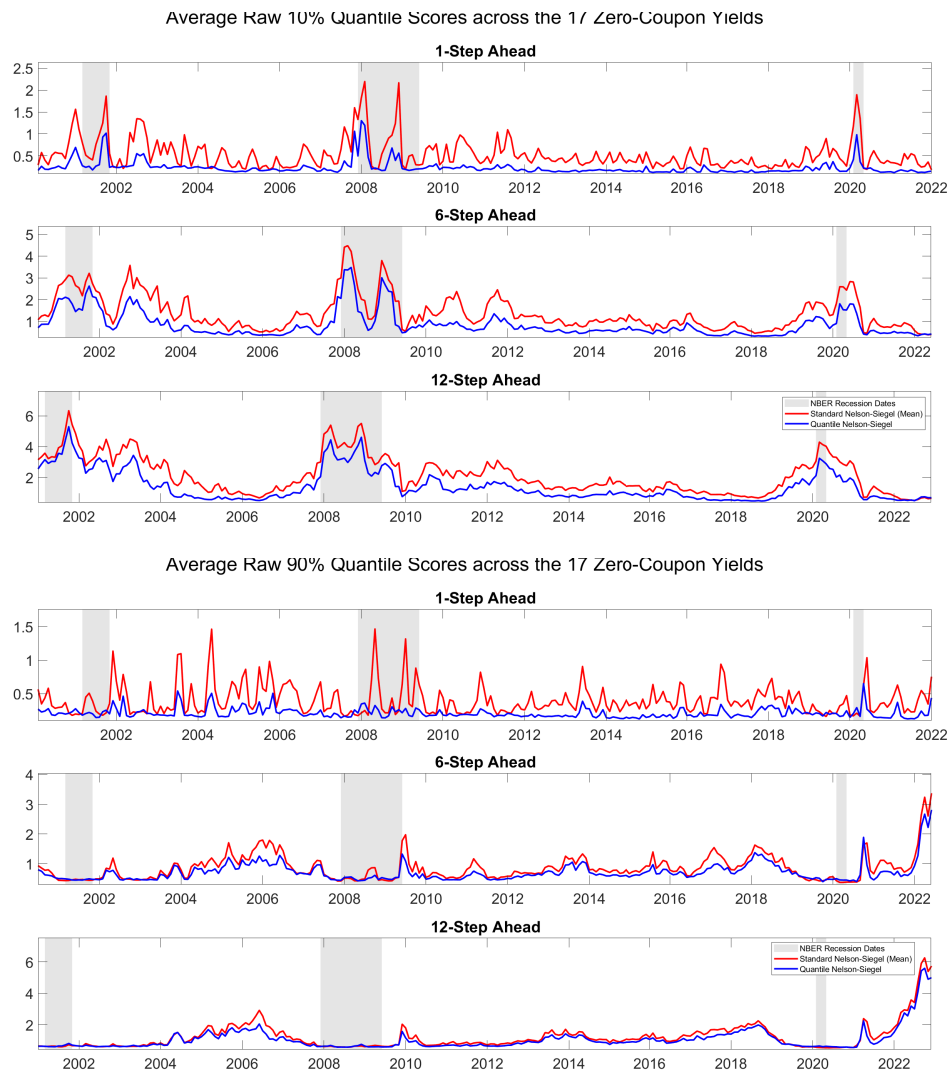 Average Raw 10% Quantile Scores across the 17 Zero-Coupon Yields
1-Step Ahead
2.5
2
1.5
1
0.5
2002 2004 2006 2008 2010 2012 2014 2016 2018 2020 2022
6-Step Ahead
5
4
3
2
1
2002 2004 2006 2008 2010 2012 2014 2016 2018 2020 2022
12-Step Ahead
6
4
2
NBER Recession Dates
Standard Nelson-Siegel (Mean)
Quantile Nelson-Siegel
2002 2004 2006 2008 2010 2012 2014 2016 2018 2020 2022
Average Raw 90% Quantile Scores across the 17 Zero-Coupon Yields
1-Step Ahead
1.5
1
0.5
2002 2004 2006 2008 2010 2012 2014 2016 2018 2020 2022
6-Step Ahead
4
3
2
1
2002 2004 2006 2008 2010 2012 2014 2016 2018 2020 2022
12-Step Ahead
6
4
2
NBER Recession Dates
Standard Nelson-Siegel (Mean)
Quantile Nelson-Siegel
2002 2004 2006 2008 2010 2012 2014 2016 2018 2020 2022